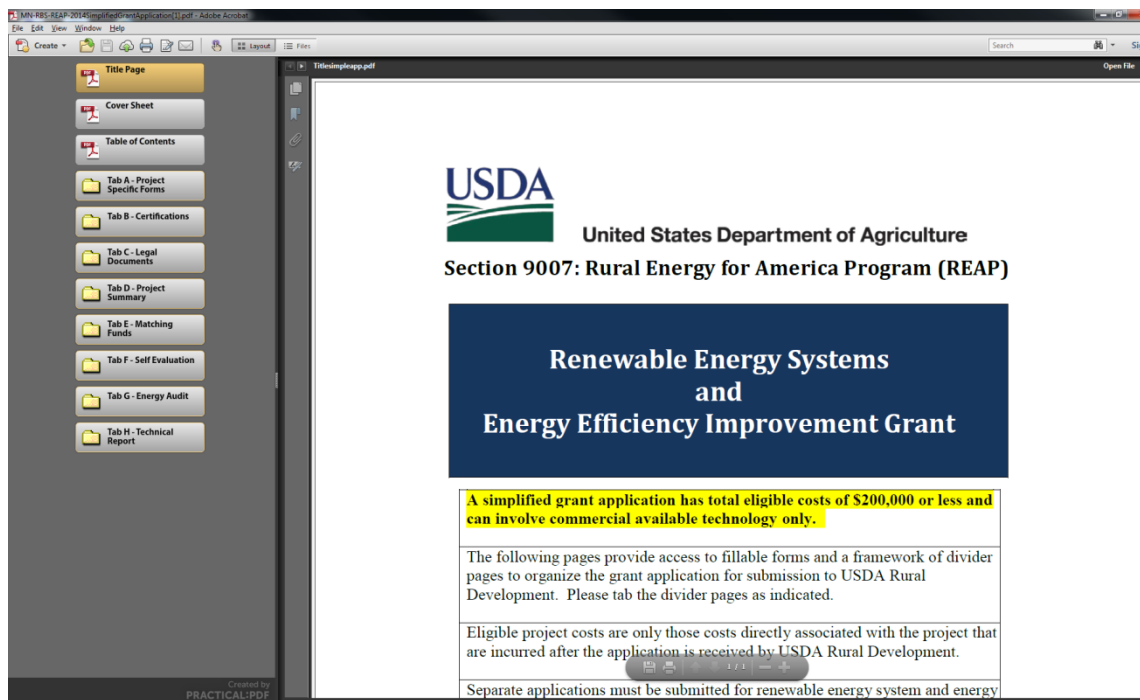 MN-RBS-REAP-2014SimplifiedGrantApplication[1].pdf - Adobe Acrobat
File Edit View Window Help
Create
Layout
Files
Search
Title Page
Cover Sheet
Table of Contents
Tab A - Project
Specific Forms
Tab B - Certifications
Tab C - Legal
Documents
Tab D - Project
Summary
Tab E - Matching
Funds
Tab F - Self Evaluation
Tab G - Energy Audit
Tab H - Technical
Report
Created by
PRACTICAL:PDF
Titlesimpleapp.pdf
Open File
USDA
United States Department of Agriculture
Section 9007: Rural Energy for America Program (REAP)
Renewable Energy Systems
and
Energy Efficiency Improvement Grant
A simplified grant application has total eligible costs of $200,000 or less and
can involve commercial available technology only.
The following pages provide access to fillable forms and a framework of divider
pages to organize the grant application for submission to USDA Rural
Development. Please tab the divider pages as indicated.
Eligible project costs are only those costs directly associated with the project that
are incurred after the application is received by USDA Rural Development.
1 / 1
Separate applications must be submitted for renewable energy system and energy